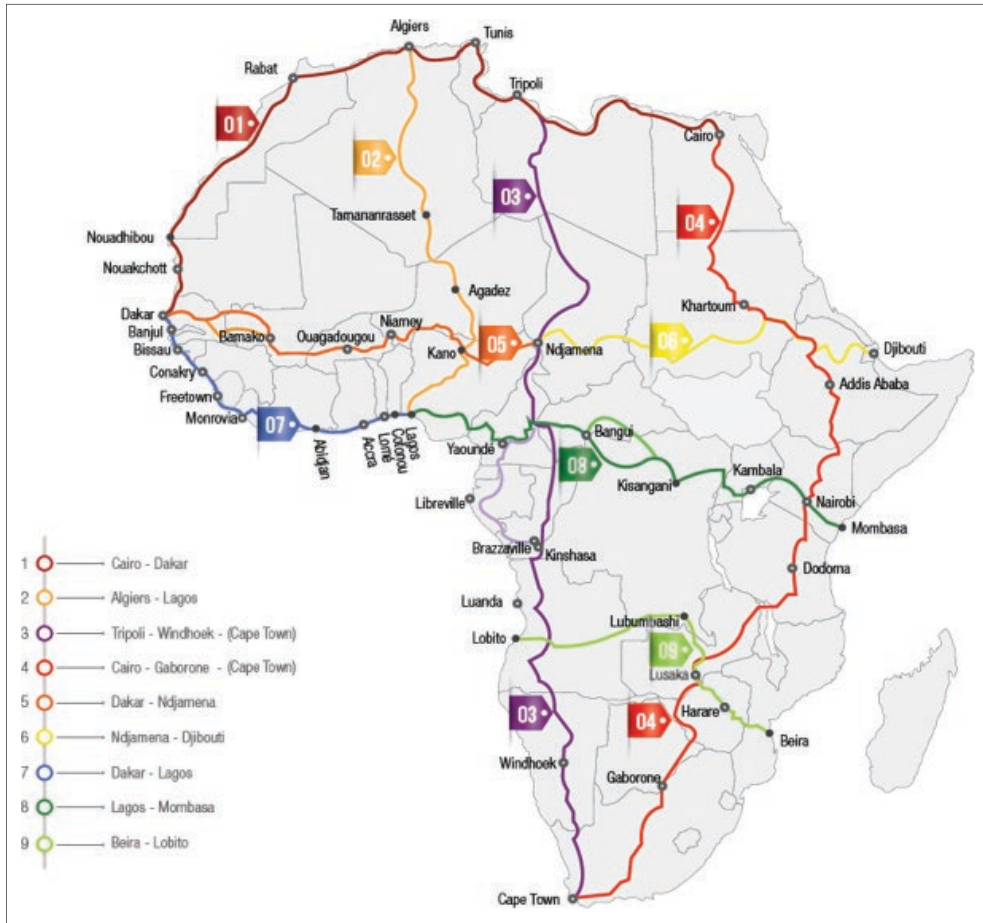 Algiers
Tunis
Rabat
Tripoli
01
Cairo
02
03
04
Tamananrasset
Nouadhibou
Nouakchott
Agadez
Khartoum
Dakar
Niamey
Banjul
Bamako
Ouagadougou
05
06
Djibouti
Bissau
Kano
Ndjamena
Conakry
Addis Ababa
Freetown
Monrovia
07
Abidjan
Accra
Lomé
Cotonou
Lagos
Yaoundé
Bangui
08
Kambala
Kisangani
Libreville
Nairobi
Mombasa
Brazzaville
Kinshasa
Dodoma
Luanda
Lubumbashi
Lobito
09
Lusaka
03
04
Harare
Beira
Windhoek
Gaborone
Cape Town
1 Cairo - Dakar
2 Algiers - Lagos
3 Tripoli - Windhoek - (Cape Town)
4 Cairo - Gaborone - (Cape Town)
5 Dakar - Ndjamena
6 Ndjamena - Djibouti
7 Dakar - Lagos
8 Lagos - Mombasa
9 Beira - Lobito